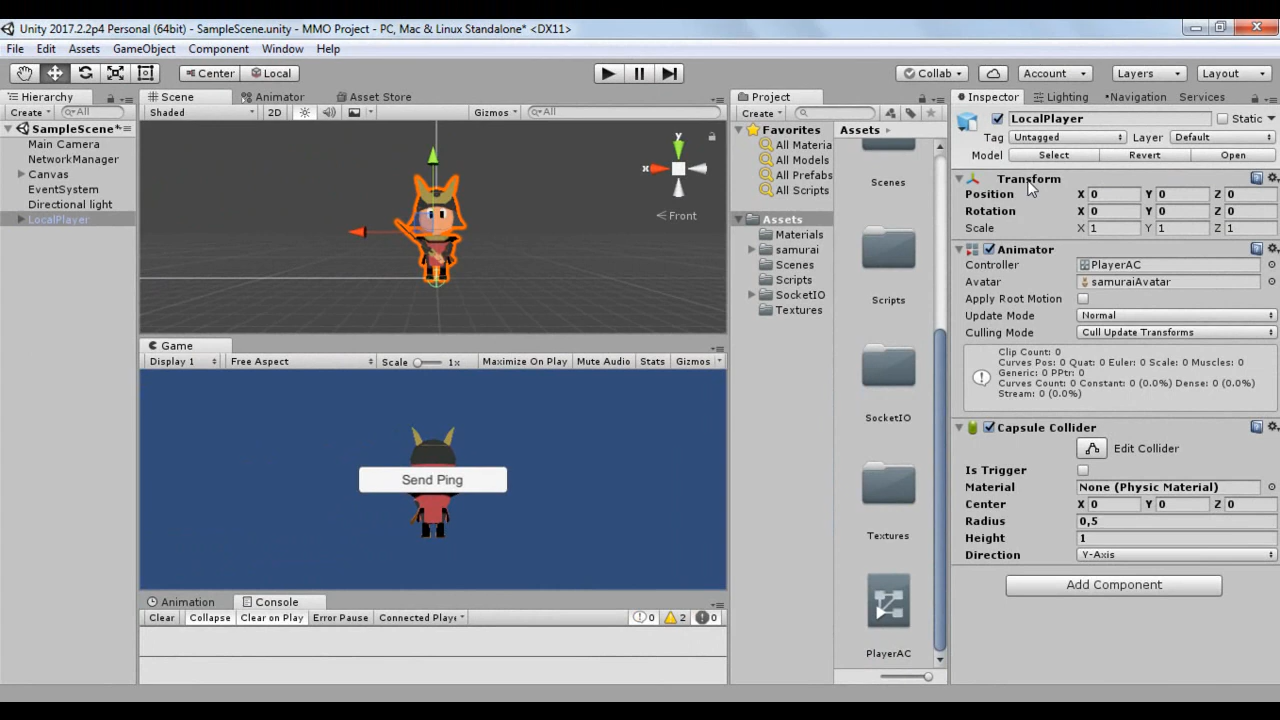 Unity 2017.2.2p4 Personal (64bit) - SampleScene.unity - MMO Project - PC, Mac & Linux Standalone* <DX11>
File Edit Assets GameObject Component Window Help
Center Local Collab Account Layers Layout
Hierarchy
Create All
SampleScene*
Main Camera
NetworkManager
Canvas
EventSystem
Directional light
LocalPlayer
Scene Animator Asset Store
Shaded 2D Gizmos All
y
x
Front
Game
Display 1 Free Aspect Scale 1x Maximize On Play Mute Audio Stats Gizmos
Send Ping
Animation Console
Clear Collapse Clear on Play Error Pause Connected Playe 0 2 0
Project
Create
Favorites
All Materia
All Models
All Prefabs
All Scripts
Assets
Materials
samurai
Scenes
Scripts
SocketIO
Textures
Assets
Scenes
Scripts
SocketIO
Textures
PlayerAC
Inspector Lighting Navigation Services
LocalPlayer Static
Tag Untagged Layer Default
Model Select Revert Open
Transform
Position X 0 Y 0 Z 0
Rotation X 0 Y 0 Z 0
Scale X 1 Y 1 Z 1
Animator
Controller PlayerAC
Avatar samuraiAvatar
Apply Root Motion
Update Mode Normal
Culling Mode Cull Update Transforms
Clip Count: 0
Curves Pos: 0 Quat: 0 Euler: 0 Scale: 0 Muscles: 0
Generic: 0 PPtr: 0
Curves Count: 0 Constant: 0 (0.0%) Dense: 0 (0.0%)
Stream: 0 (0.0%)
Capsule Collider
Edit Collider
Is Trigger
Material None (Physic Material)
Center X 0 Y 0 Z 0
Radius 0,5
Height 1
Direction Y-Axis
Add Component